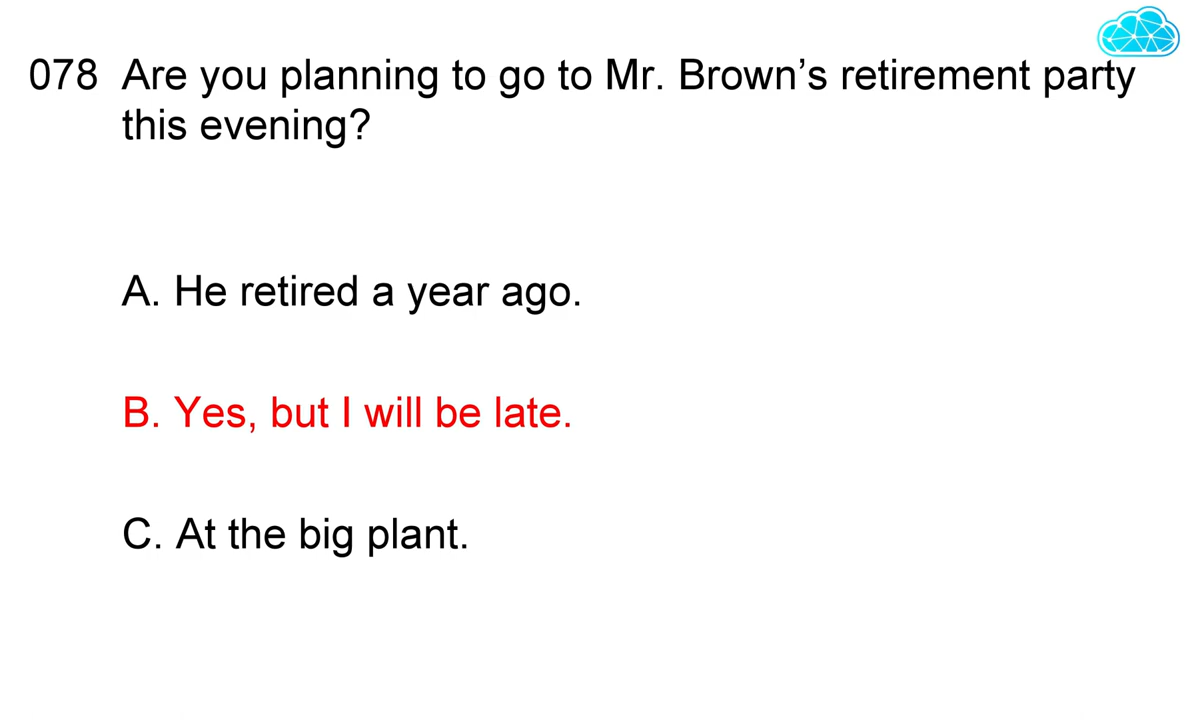 078 Are you planning to go to Mr. Brown’s retirement party
this evening?
A. He retired a year ago.
B. Yes, but I will be late.
C. At the big plant.